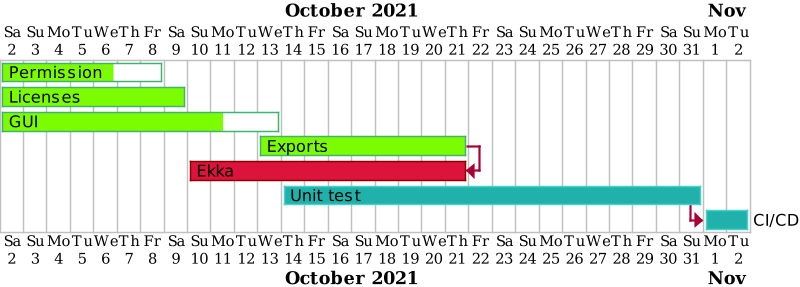 October 2021 Nov
Sa Su Mo Tu We Th Fr Sa Su Mo Tu We Th Fr Sa Su Mo Tu We Th Fr Sa Su Mo Tu We Th Fr Sa Su Mo Tu
2 3 4 5 6 7 8 9 10 11 12 13 14 15 16 17 18 19 20 21 22 23 24 25 26 27 28 29 30 31 1 2
Permission
Licenses
GUI
Exports
Ekka
Unit test
CI/CD
Sa Su Mo Tu We Th Fr Sa Su Mo Tu We Th Fr Sa Su Mo Tu We Th Fr Sa Su Mo Tu We Th Fr Sa Su Mo Tu
2 3 4 5 6 7 8 9 10 11 12 13 14 15 16 17 18 19 20 21 22 23 24 25 26 27 28 29 30 31 1 2
October 2021 Nov